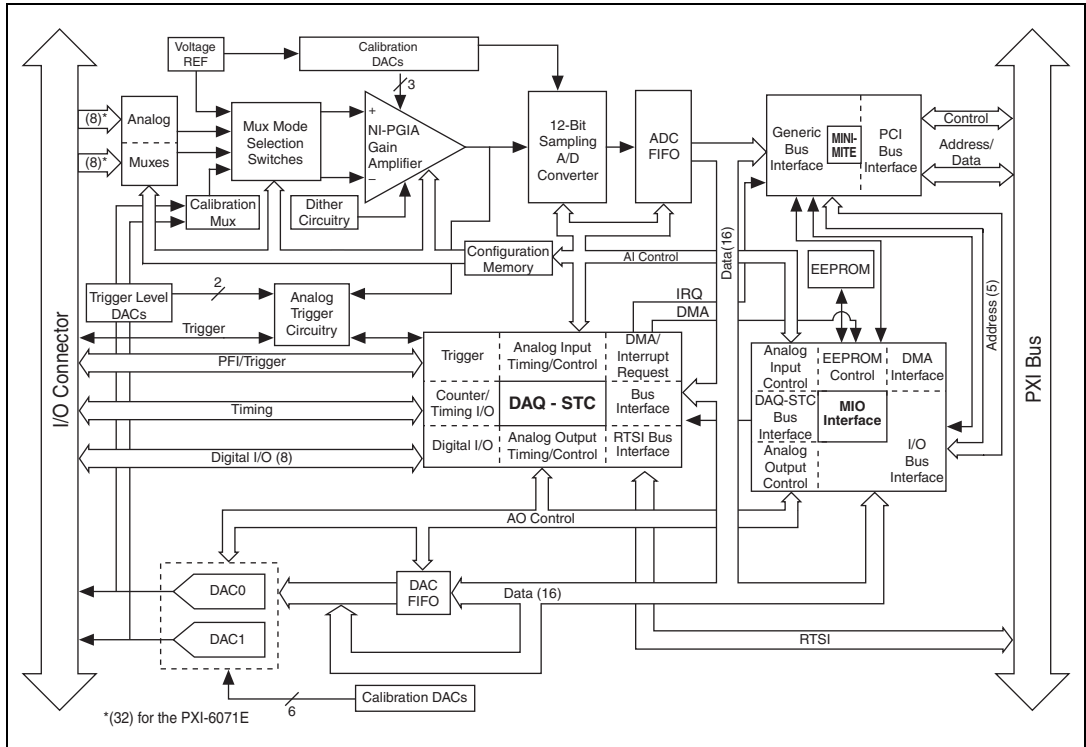 Voltage
REF
Calibration
DACs
3
(8)*
(8)*
Analog
Muxes
Mux Mode
Selection
Switches
+
NI-PGIA
Gain
Amplifier
–
12-Bit
Sampling
A/D
Converter
ADC
FIFO
Generic
Bus
Interface
MINI-
MITE
PCI
Bus
Interface
Control
Address/
Data
Calibration
Mux
Dither
Circuitry
Configuration
Memory
AI Control
Data(16)
EEPROM
Address (5)
IRQ
DMA
Trigger Level
DACs
2
Analog
Trigger
Circuitry
Trigger
PFI/Trigger
Timing
Digital I/O (8)
I/O Connector
PXI Bus
Trigger
Analog Input
Timing/Control
DMA/
Interrupt
Request
Counter/
Timing I/O
DAQ - STC
Bus
Interface
Digital I/O
Analog Output
Timing/Control
RTSI Bus
Interface
Analog
Input
Control
EEPROM
Control
DMA
Interface
DAQ-STC
Bus
Interface
MIO
Interface
Analog
Output
Control
I/O
Bus
Interface
AO Control
DAC0
DAC1
DAC
FIFO
Data (16)
RTSI
6
Calibration DACs
*(32) for the PXI-6071E